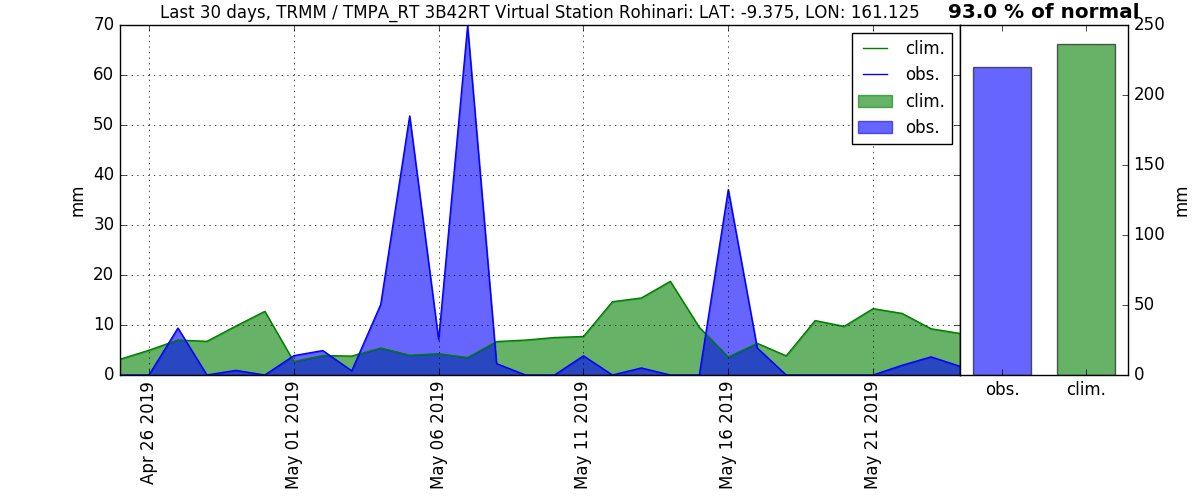 Last 30 days, TRMM / TMPA_RT 3B42RT Virtual Station Rohinari: LAT: -9.375, LON: 161.125
93.0 % of normal
70
60
50
40
30
20
10
0
mm
clim.
obs.
clim.
obs.
Apr 26 2019
May 01 2019
May 06 2019
May 11 2019
May 16 2019
May 21 2019
250
200
150
100
50
0
mm
obs.
clim.